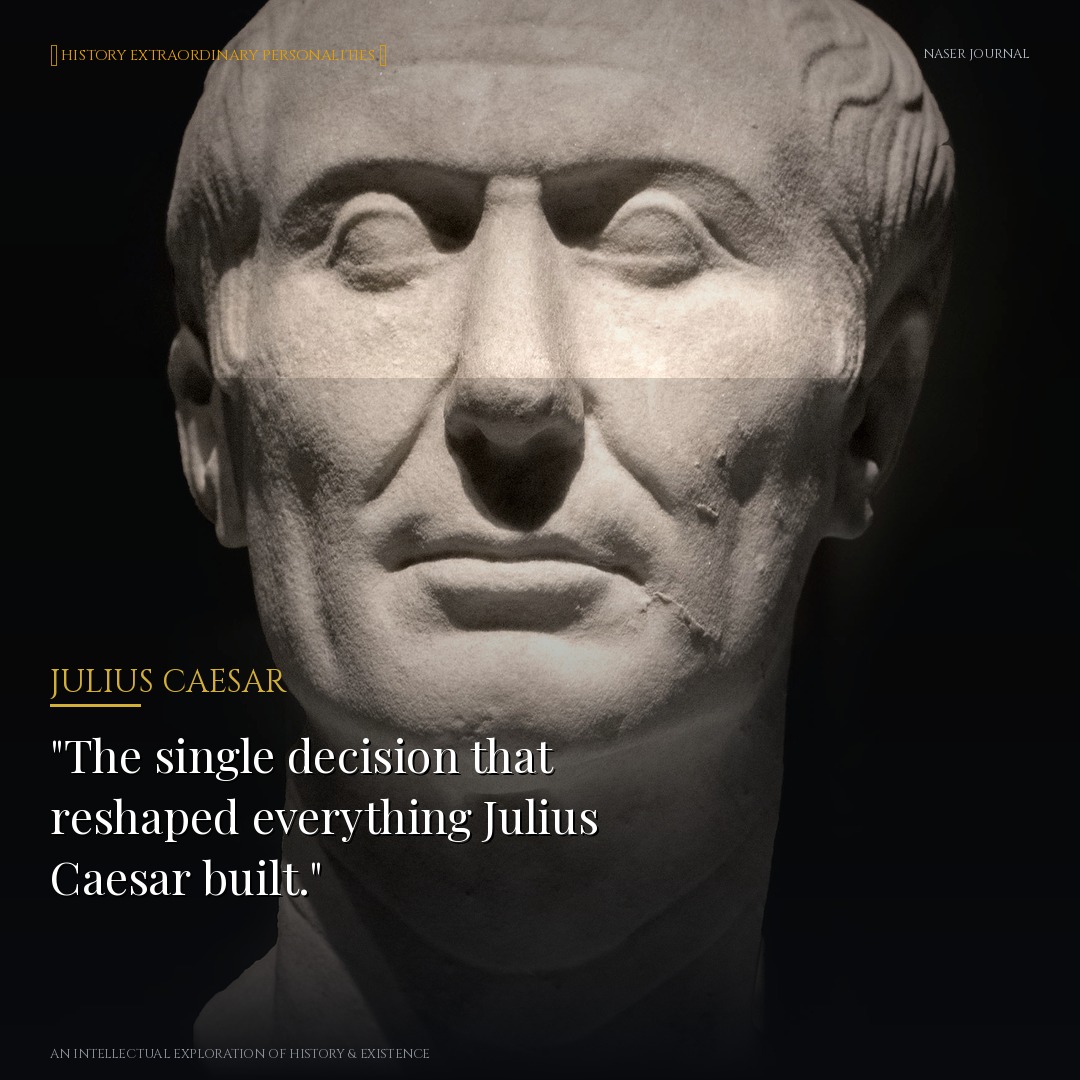 HISTORY EXTRAORDINARY PERSONALITIES
NASER JOURNAL
JULIUS CAESAR
"The single decision that
reshaped everything Julius
Caesar built."
AN INTELLECTUAL EXPLORATION OF HISTORY & EXISTENCE